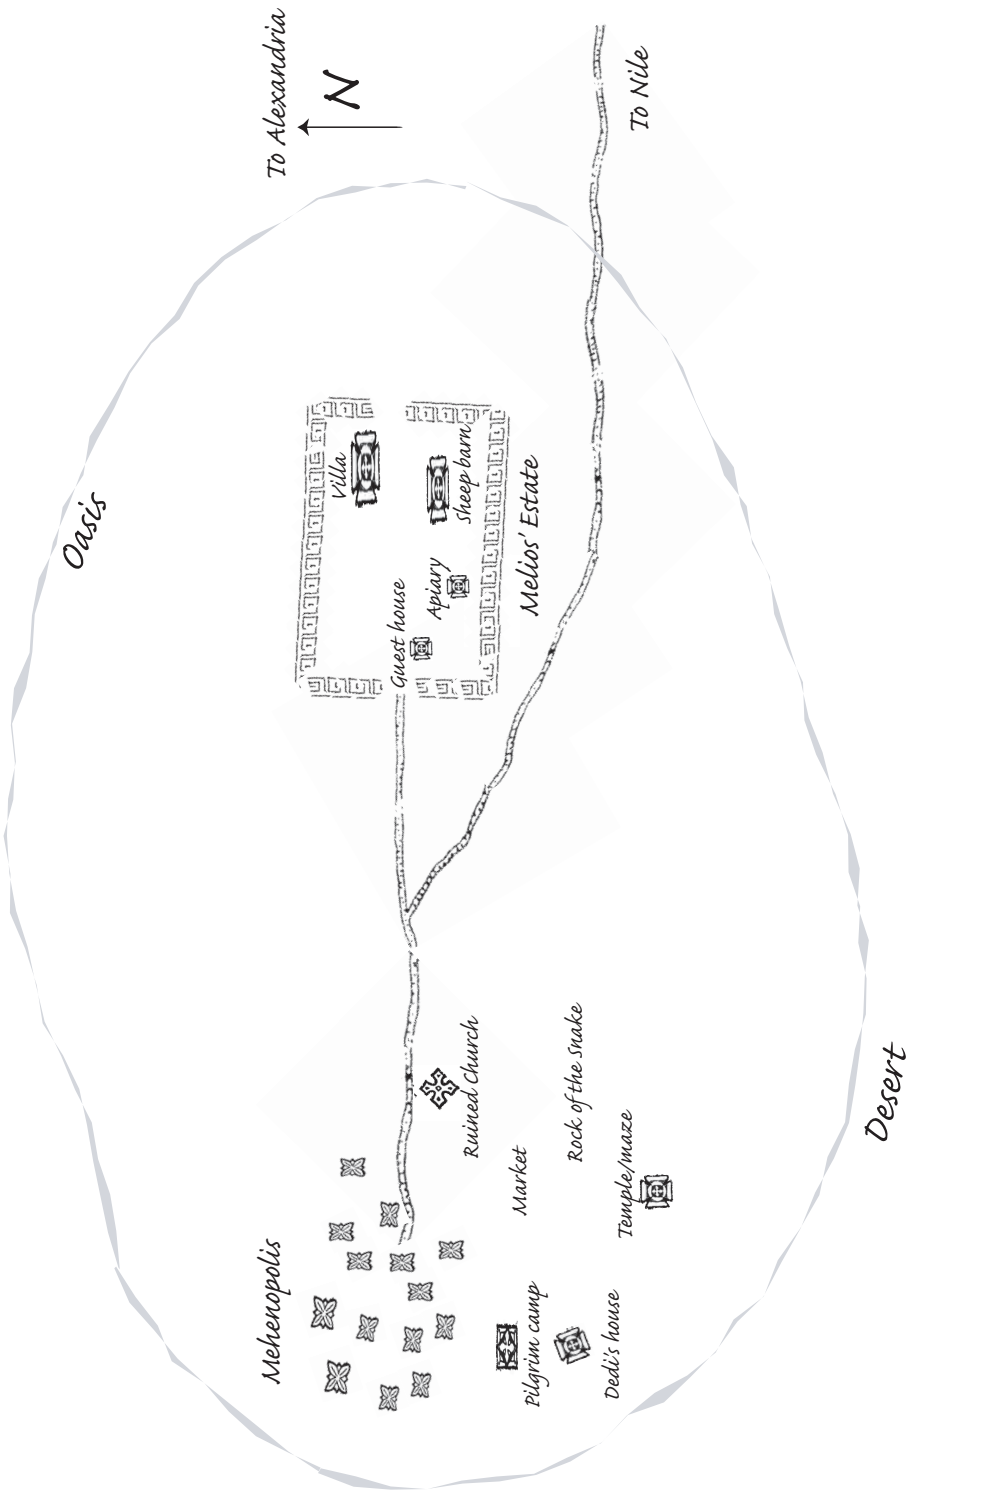 Oasis
To Alexandria
N
To Nile
Villa
Sheep barn
Guest house
Apiary
Melios' Estate
Mehenopolis
Ruined Church
Market
Rock of the snake
Temple/maze
Pilgrim camp
Dedi's house
Desert